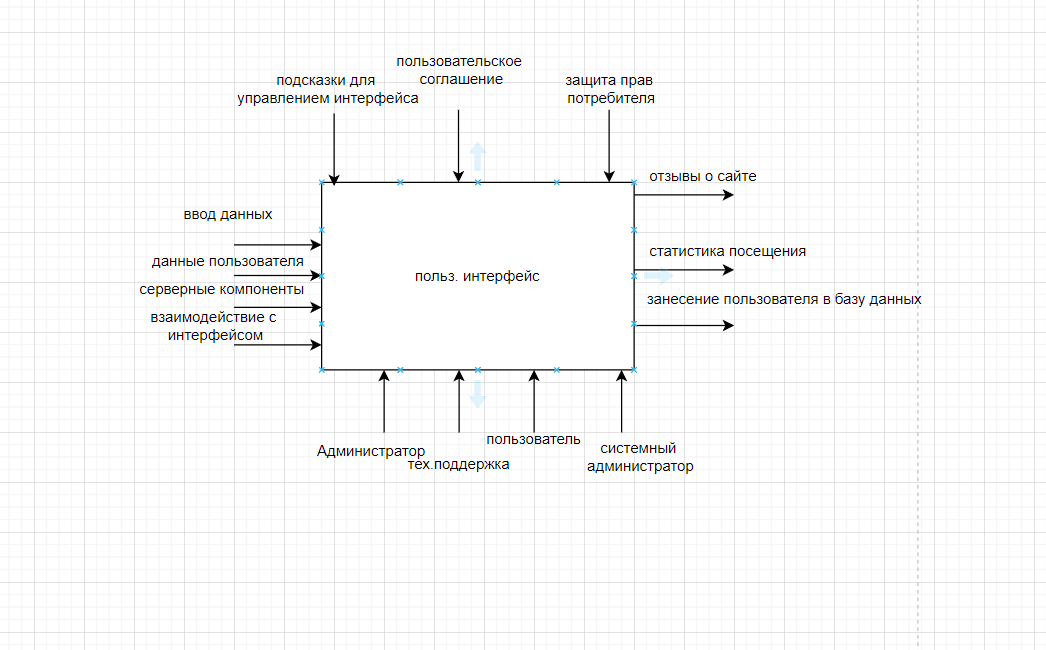 пользовательское
соглашение
подсказки для
управлением интерфейса
защита прав
потребителя
отзывы о сайте
ввод данных
статистика посещения
данные пользователя
польз. интерфейс
серверные компоненты
занесение пользователя в базу данных
взаимодействие с
интерфейсом
Администратор
тех.поддержка
пользователь
системный
администратор